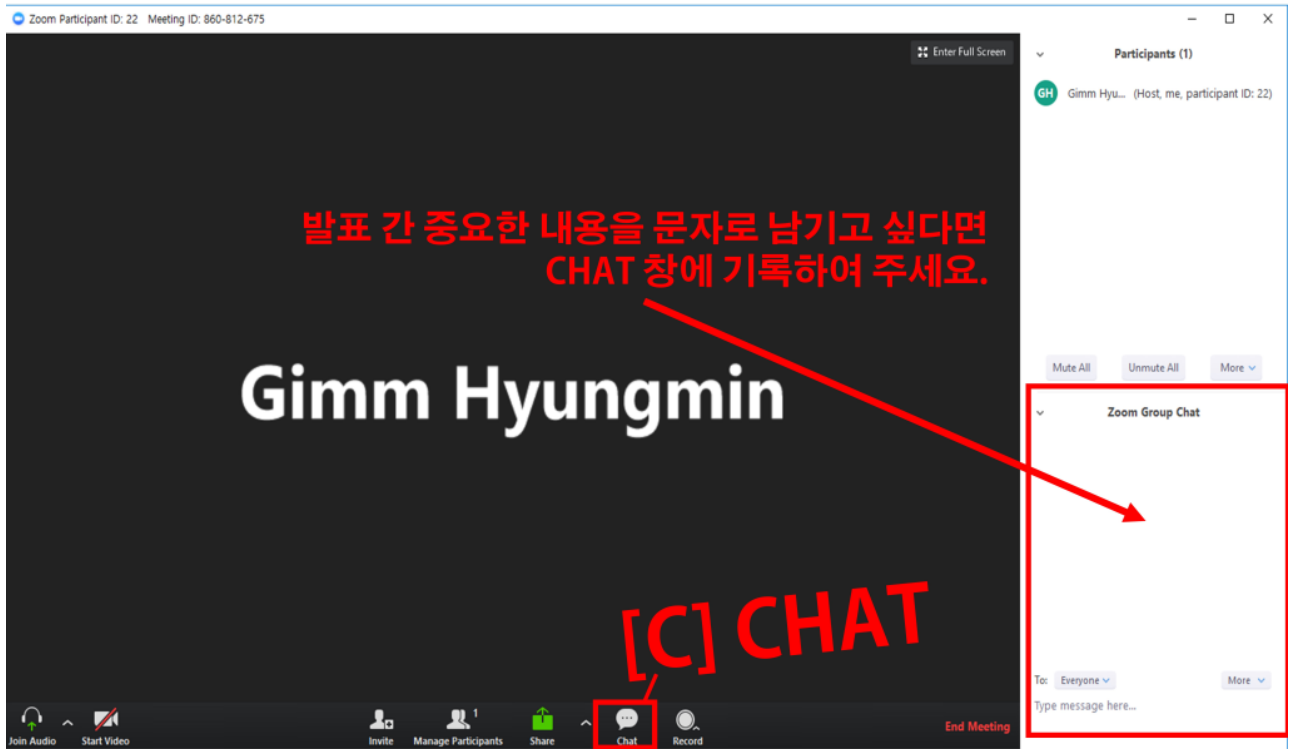 Zoom Participant ID: 22 Meeting ID: 860-812-675
Enter Full Screen
Participants (1)
GH Gimm Hyu... (Host, me, participant ID: 22)
발표 간 중요한 내용을 문자로 남기고 싶다면
CHAT 창에 기록하여 주세요.
Gimm Hyungmin
Mute All Unmute All More
Zoom Group Chat
[C] CHAT
To: Everyone More
Type message here...
Join Audio Start Video Invite Manage Participants 1 Share Chat Record End Meeting